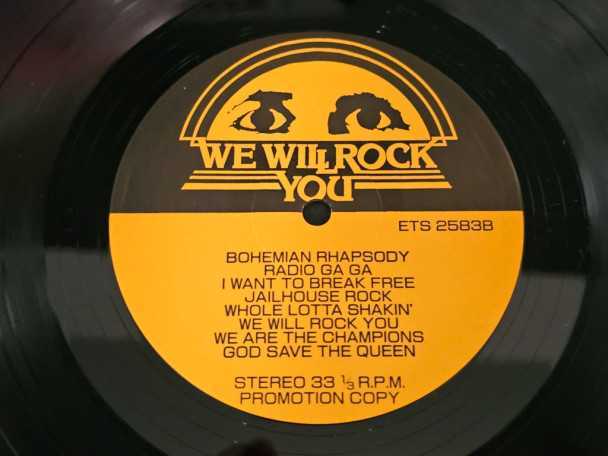 WE WILL ROCK
YOU
ETS 2583B
BOHEMIAN RHAPSODY
RADIO GA GA
I WANT TO BREAK FREE
JAILHOUSE ROCK
WHOLE LOTTA SHAKIN'
WE WILL ROCK YOU
WE ARE THE CHAMPIONS
GOD SAVE THE QUEEN
STEREO 33 ⅓ R.P.M.
PROMOTION COPY